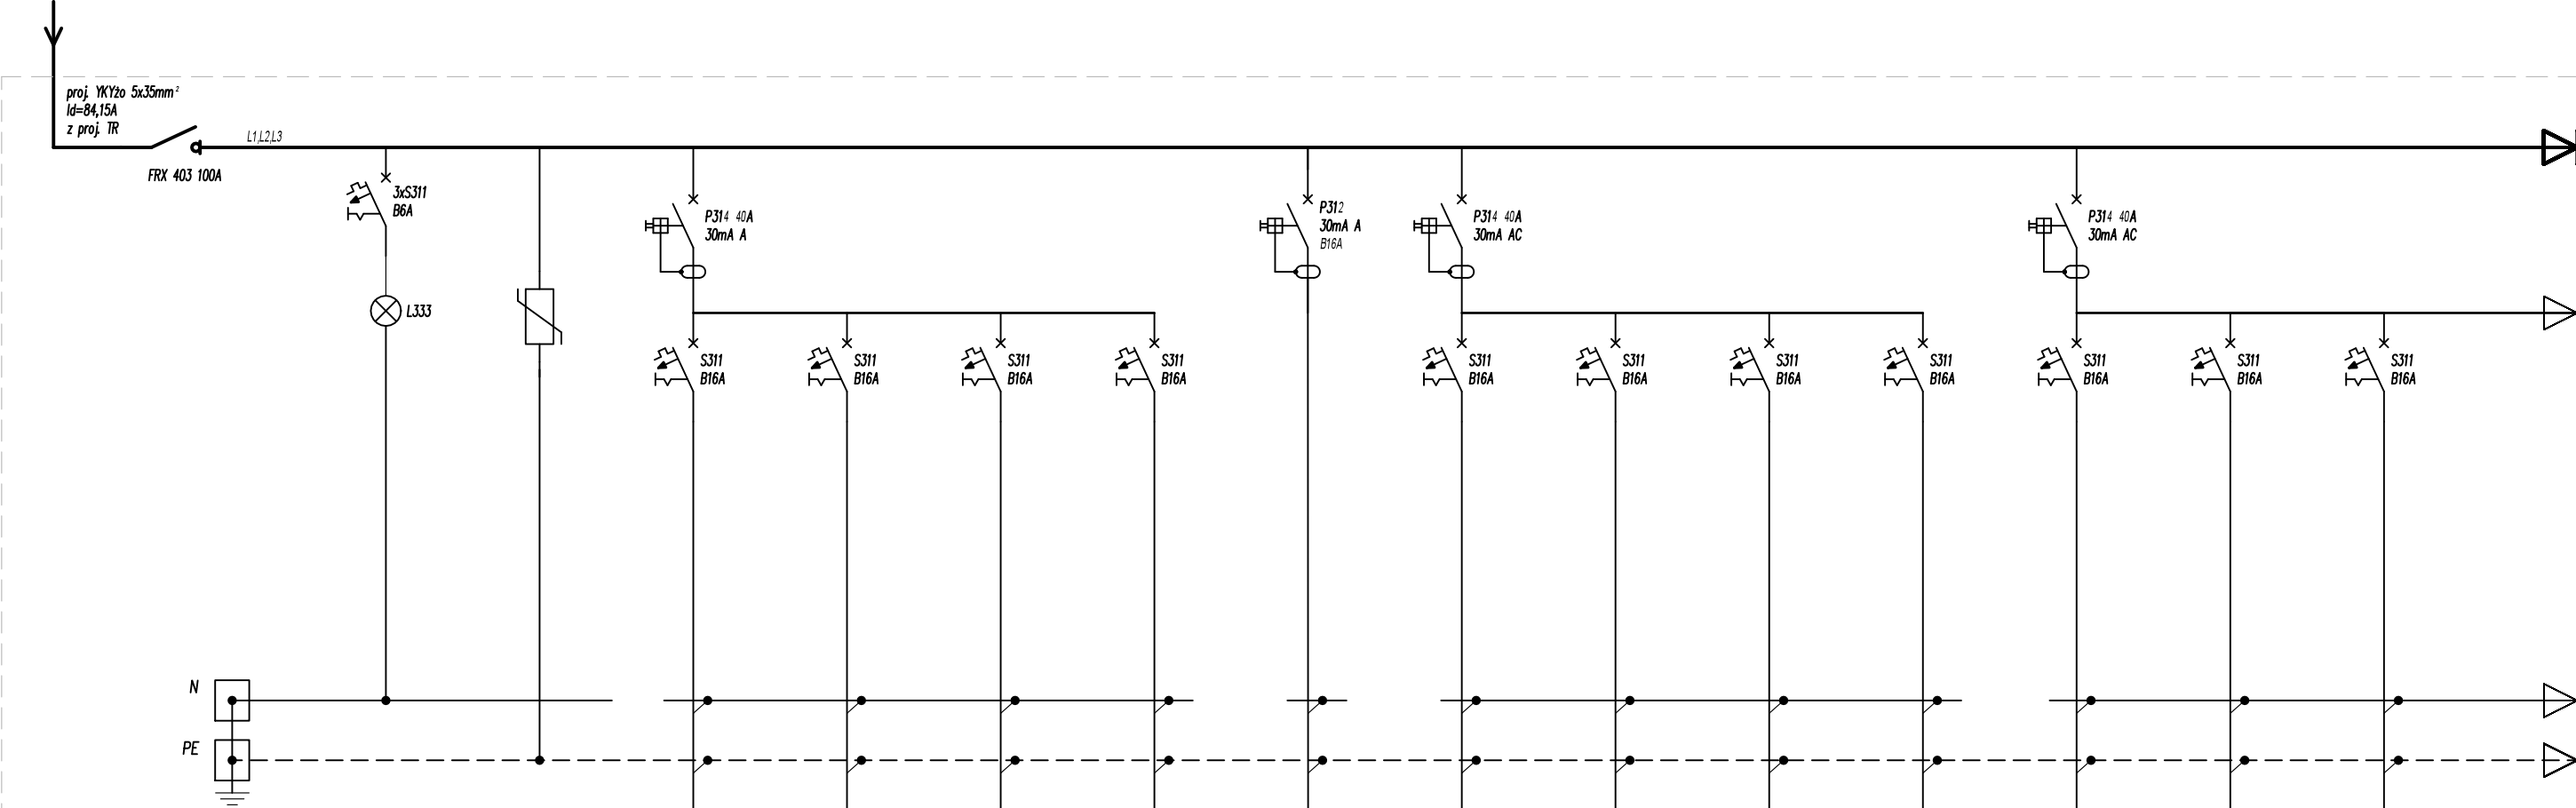 proj. YKYżo 5x35mm²
Id=84,15A
z proj. TR
L1,L2,L3
FRX 403 100A
3xS311
B6A
L333
P314 40A
30mA A
P312
30mA A
B16A
P314 40A
30mA AC
P314 40A
30mA AC
S311
B16A
S311
B16A
S311
B16A
S311
B16A
S311
B16A
S311
B16A
S311
B16A
S311
B16A
S311
B16A
S311
B16A
S311
B16A
N
PE